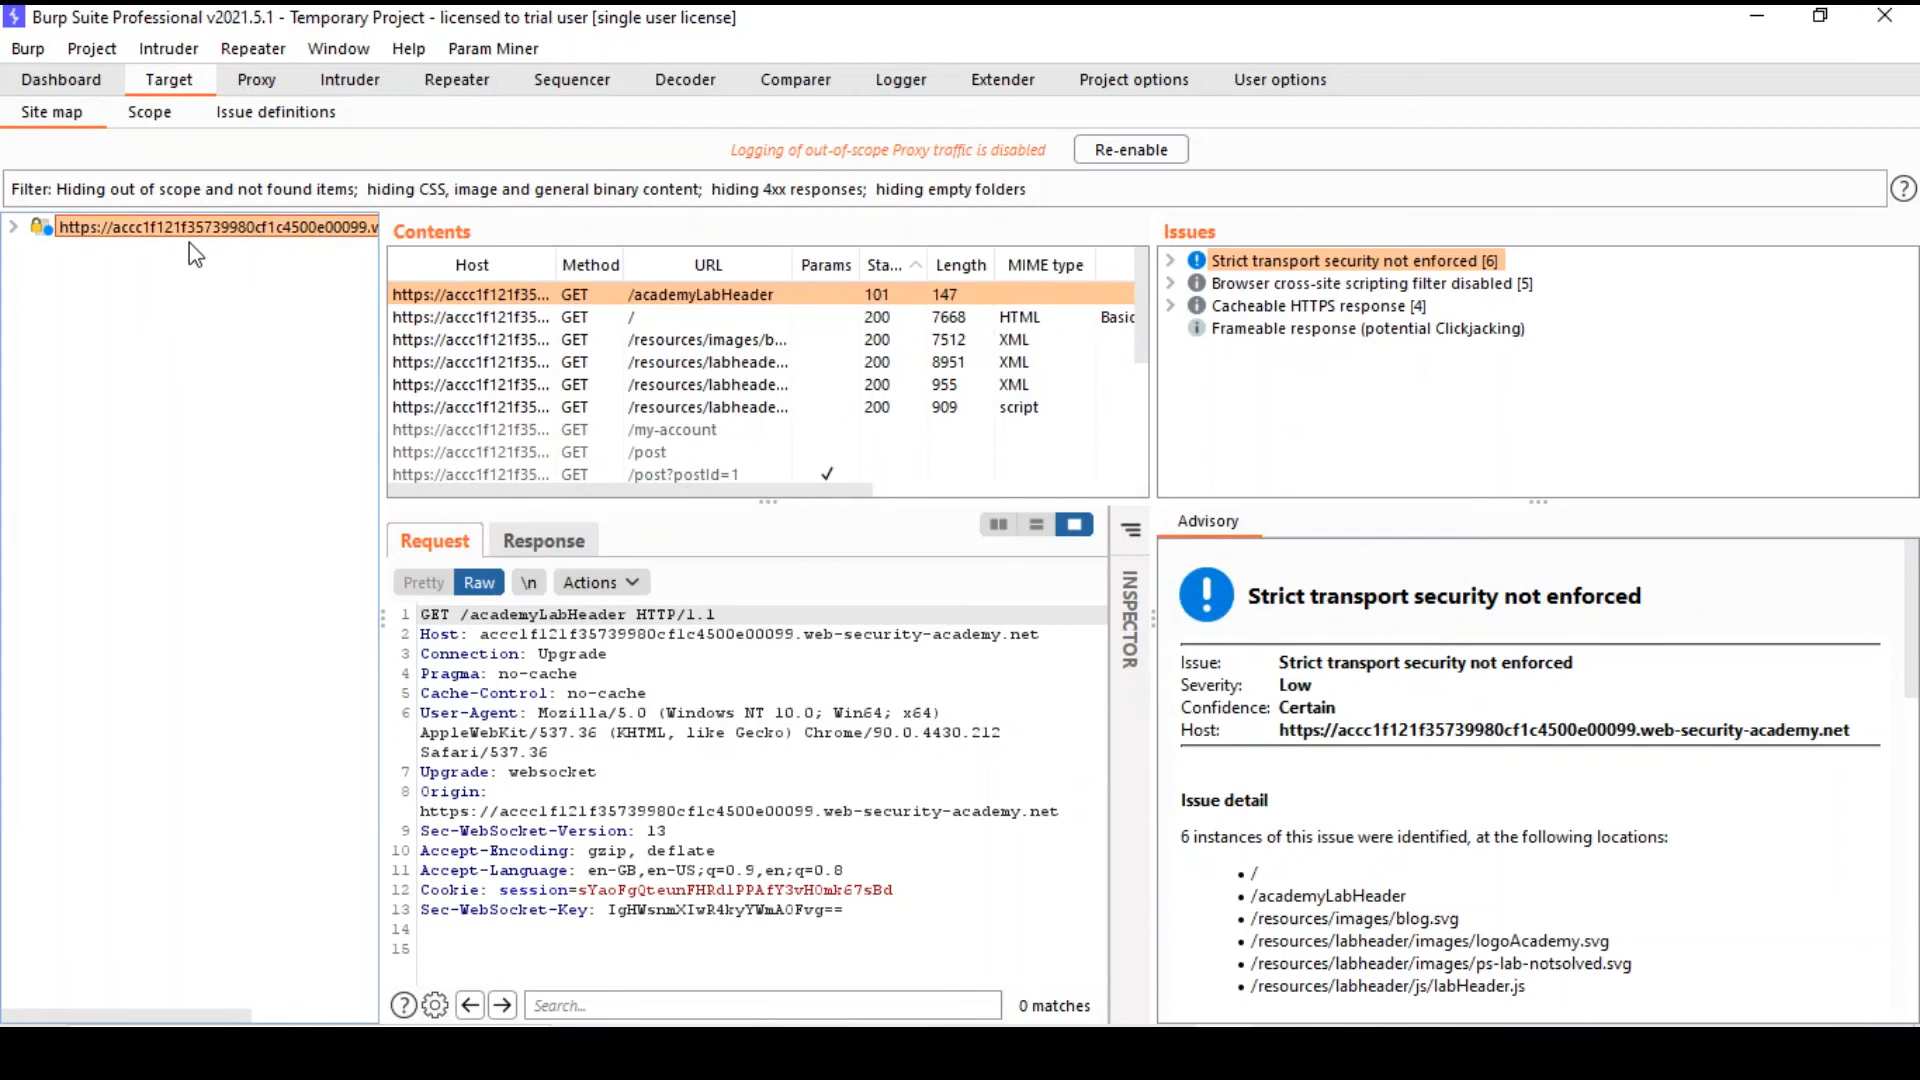 Burp Suite Professional v2021.5.1 - Temporary Project - licensed to trial user [single user license]
Burp Project Intruder Repeater Window Help Param Miner
Dashboard Target Proxy Intruder Repeater Sequencer Decoder Comparer Logger Extender Project options User options
Site map Scope Issue definitions
Logging of out-of-scope Proxy traffic is disabled Re-enable
Filter: Hiding out of scope and not found items; hiding CSS, image and general binary content; hiding 4xx responses; hiding empty folders
https://accc1f121f35739980cf1c4500e00099.v
Contents
Host Method URL Params Sta... Length MIME type
https://accc1f121f35... GET /academyLabHeader 101 147
https://accc1f121f35... GET / 200 7668 HTML Basic
https://accc1f121f35... GET /resources/images/b... 200 7512 XML
https://accc1f121f35... GET /resources/labheade... 200 8951 XML
https://accc1f121f35... GET /resources/labheade... 200 955 XML
https://accc1f121f35... GET /resources/labheade... 200 909 script
https://accc1f121f35... GET /my-account
https://accc1f121f35... GET /post
https://accc1f121f35... GET /post?postId=1 ✓
Issues
Strict transport security not enforced [6]
Browser cross-site scripting filter disabled [5]
Cacheable HTTPS response [4]
Frameable response (potential Clickjacking)
Request Response
Pretty Raw \n Actions
1 GET /academyLabHeader HTTP/1.1
2 Host: accc1f121f35739980cf1c4500e00099.web-security-academy.net
3 Connection: Upgrade
4 Pragma: no-cache
5 Cache-Control: no-cache
6 User-Agent: Mozilla/5.0 (Windows NT 10.0; Win64; x64)
AppleWebKit/537.36 (KHTML, like Gecko) Chrome/90.0.4430.212
Safari/537.36
7 Upgrade: websocket
8 Origin:
https://accc1f121f35739980cf1c4500e00099.web-security-academy.net
9 Sec-WebSocket-Version: 13
10 Accept-Encoding: gzip, deflate
11 Accept-Language: en-GB,en-US;q=0.9,en;q=0.8
12 Cookie: session=sYaoFgQteunFHRd1PPAfY3vH0mk67sBd
13 Sec-WebSocket-Key: IgHWsnmXIwR4kyYWmA0Fvg==
14
15
Search... 0 matches
INSPECTOR
Advisory
Strict transport security not enforced
Issue: Strict transport security not enforced
Severity: Low
Confidence: Certain
Host: https://accc1f121f35739980cf1c4500e00099.web-security-academy.net
Issue detail
6 instances of this issue were identified, at the following locations:
• /
• /academyLabHeader
• /resources/images/blog.svg
• /resources/labheader/images/logoAcademy.svg
• /resources/labheader/images/ps-lab-notsolved.svg
• /resources/labheader/js/labHeader.js